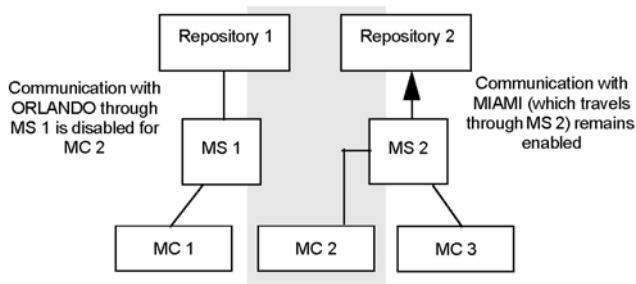 Repository 1
Repository 2
Communication with
ORLANDO through
MS 1 is disabled for
MC 2
MS 1
MS 2
Communication with
MIAMI (which travels
through MS 2) remains
enabled
MC 1
MC 2
MC 3